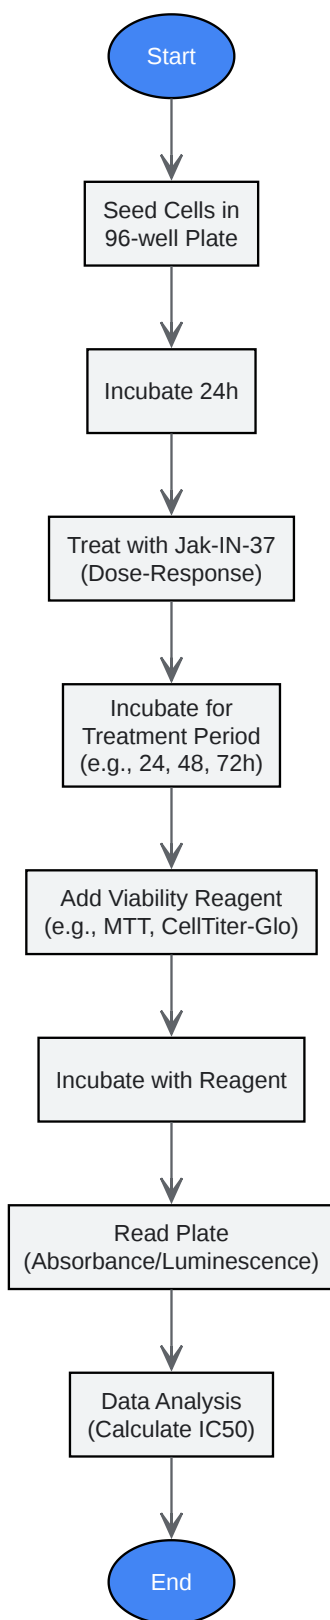 Start
Seed Cells in
96-well Plate
Incubate 24h
Treat with Jak-IN-37
(Dose-Response)
Incubate for
Treatment Period
(e.g., 24, 48, 72h)
Add Viability Reagent
(e.g., MTT, CellTiter-Glo)
Incubate with Reagent
Read Plate
(Absorbance/Luminescence)
Data Analysis
(Calculate IC50)
End